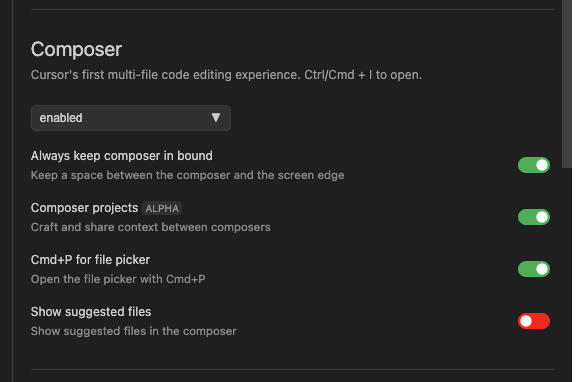 Composer
Cursor's first multi-file code editing experience. Ctrl/Cmd + I to open.
enabled
Always keep composer in bound
Keep a space between the composer and the screen edge
Composer projects ALPHA
Craft and share context between composers
Cmd+P for file picker
Open the file picker with Cmd+P
Show suggested files
Show suggested files in the composer